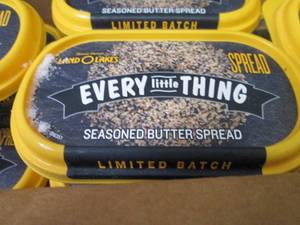 SEASONED BUTTER SPREAD
LIMITED BATCH
LAND O LAKES
SPREAD
EVERY little THING
SEASONED BUTTER SPREAD
LIMITED BATCH